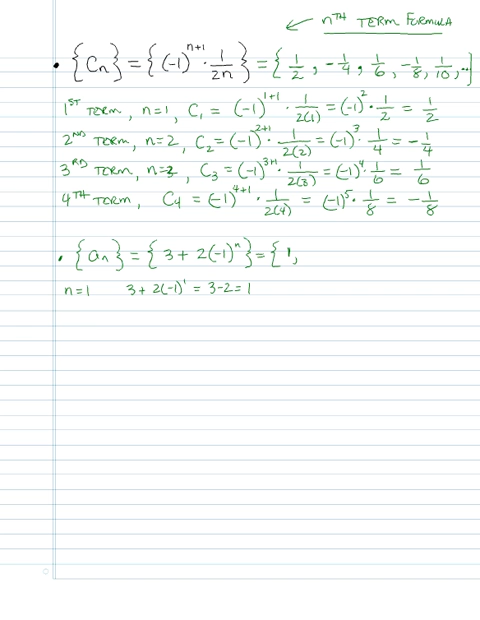 ← nTH TERM FORMULA
• {Cn} = {(-1)^(n+1) · 1/(2n)} = {1/2, -1/4, 1/6, -1/8, 1/10, ...}
1ST TERM, n=1, C₁ = (-1)^(1+1) · 1/(2(1)) = (-1)² · 1/2 = 1/2
2ND TERM, n=2, C₂ = (-1)^(2+1) · 1/(2(2)) = (-1)³ · 1/4 = -1/4
3RD TERM, n=3, C₃ = (-1)^(3+1) · 1/(2(3)) = (-1)⁴ · 1/6 = 1/6
4TH TERM, C₄ = (-1)^(4+1) · 1/(2(4)) = (-1)⁵ · 1/8 = -1/8
• {an} = {3 + 2(-1)^n} = {1,
n=1 3 + 2(-1)¹ = 3-2 = 1